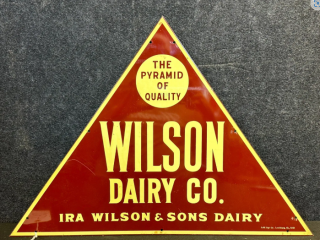 THE
PYRAMID
OF
QUALITY
WILSON
DAIRY CO.
IRA WILSON & SONS DAIRY